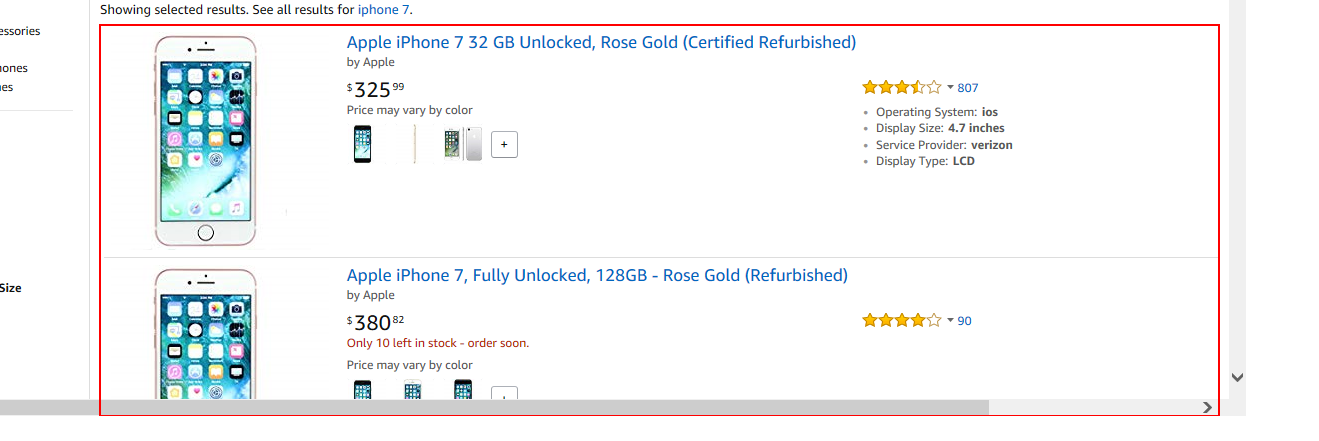 Showing selected results. See all results for iphone 7.
essories
Apple iPhone 7 32 GB Unlocked, Rose Gold (Certified Refurbished)
by Apple
$325 99
807
Price may vary by color
Operating System: ios
Display Size: 4.7 inches
Service Provider: verizon
Display Type: LCD
+
Size
Apple iPhone 7, Fully Unlocked, 128GB - Rose Gold (Refurbished)
by Apple
$380 82
90
Only 10 left in stock - order soon.
Price may vary by color